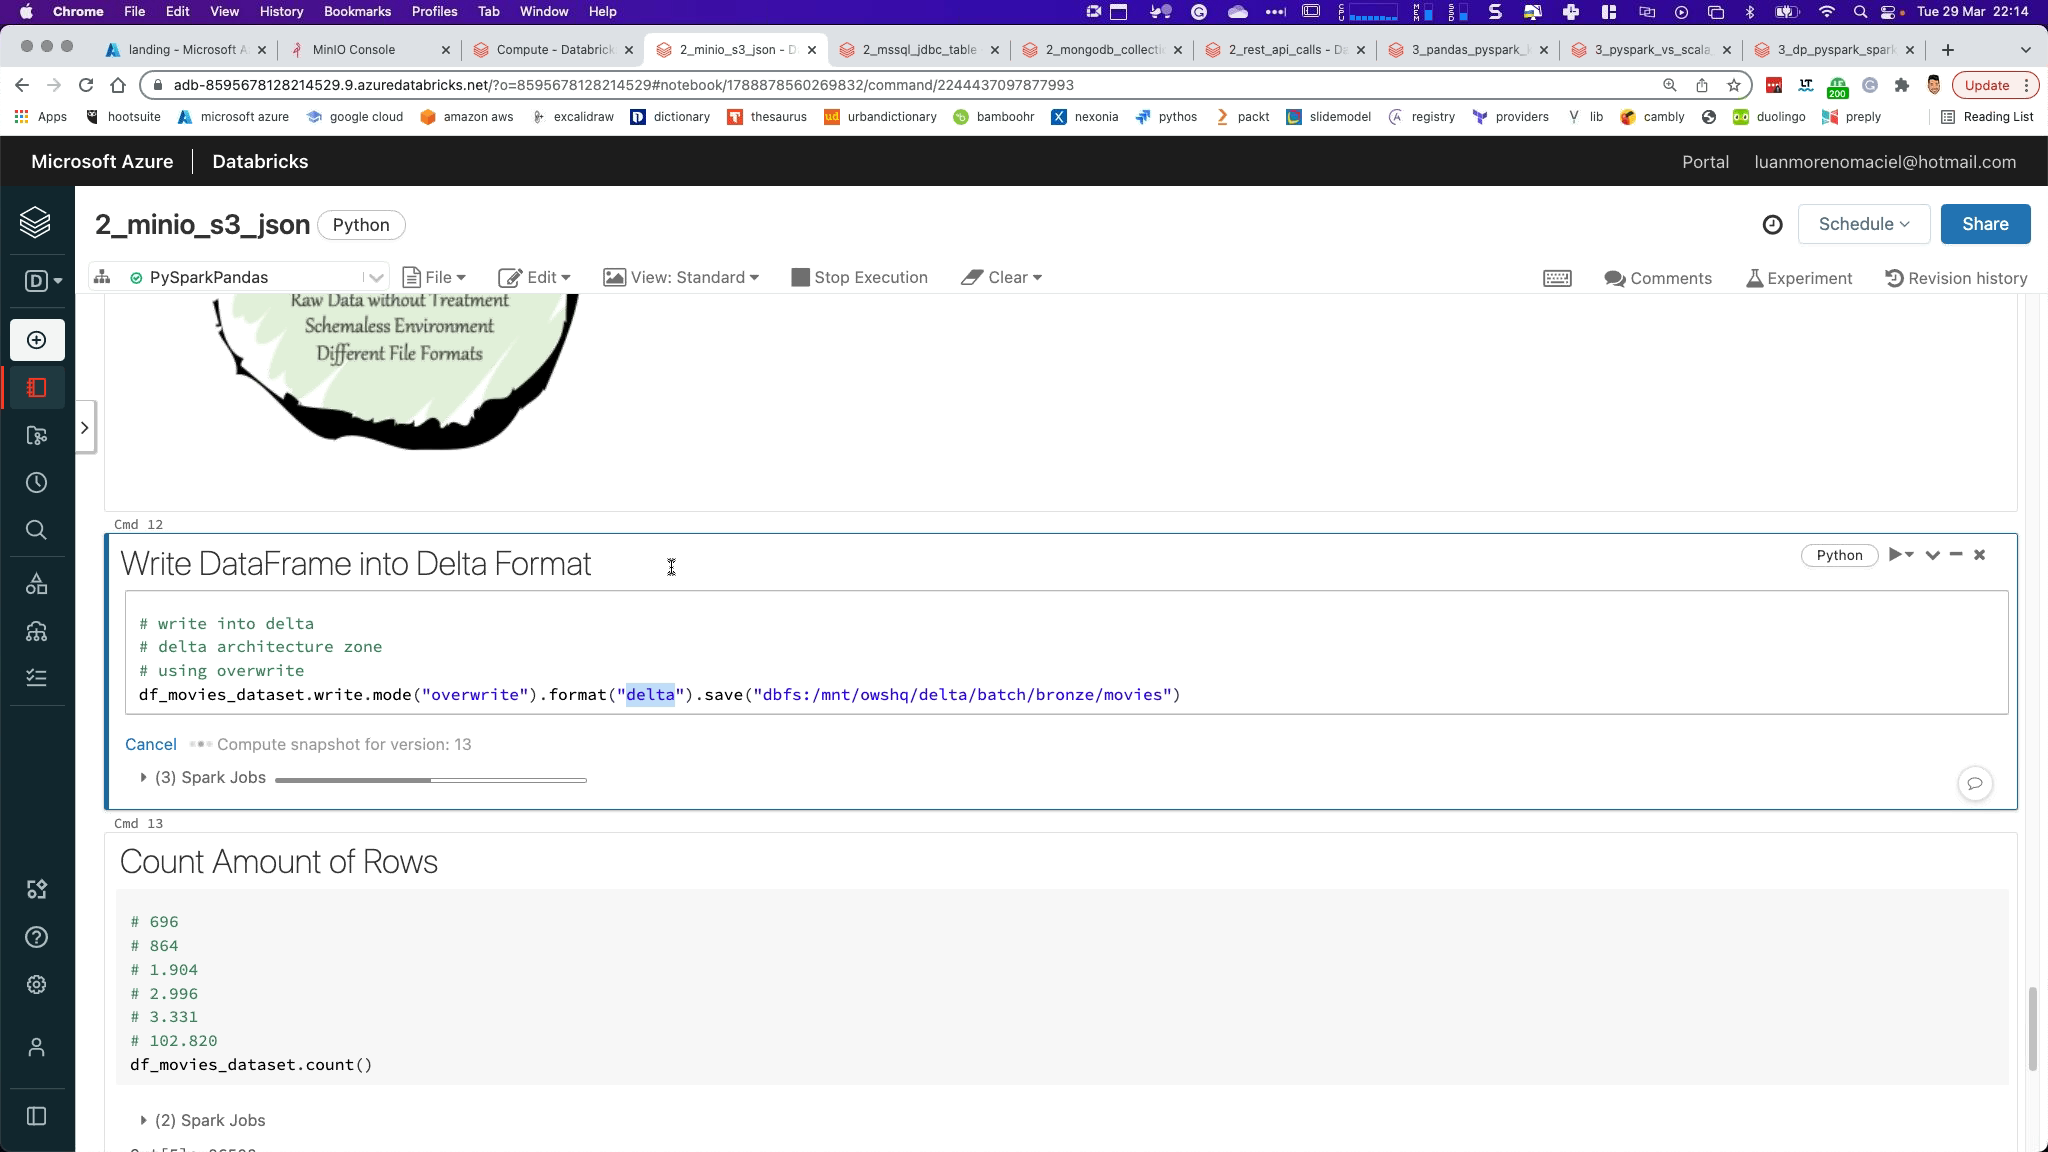 Chrome File Edit View History Bookmarks Profiles Tab Window Help Tue 29 Mar 22:14
landing - Microsoft A MinIO Console Compute - Databrick 2_minio_s3_json - D 2_mssql_jdbc_table - 2_mongodb_collecti 2_rest_api_calls - Da 3_pandas_pyspark_k 3_pyspark_vs_scala_ 3_dp_pyspark_spark
adb-8595678128214529.9.azuredatabricks.net/?o=8595678128214529#notebook/1788878560269832/command/2244437097877993 200 Update
Apps hootsuite microsoft azure google cloud amazon aws excalidraw dictionary thesaurus urbandictionary bamboohr nexonia pythos packt slidemodel registry providers lib cambly duolingo preply Reading List
Microsoft Azure Databricks Portal luanmorenomaciel@hotmail.com
2_minio_s3_json Python Schedule Share
D PySparkPandas File Edit View: Standard Stop Execution Clear Comments Experiment Revision history
Raw Data without Treatment
Schemaless Environment
Different File Formats
Cmd 12
Write DataFrame into Delta Format Python
# write into delta
# delta architecture zone
# using overwrite
df_movies_dataset.write.mode("overwrite").format("delta").save("dbfs:/mnt/owshq/delta/batch/bronze/movies")
Cancel Compute snapshot for version: 13
(3) Spark Jobs
Cmd 13
Count Amount of Rows
# 696
# 864
# 1.904
# 2.996
# 3.331
# 102.820
df_movies_dataset.count()
(2) Spark Jobs